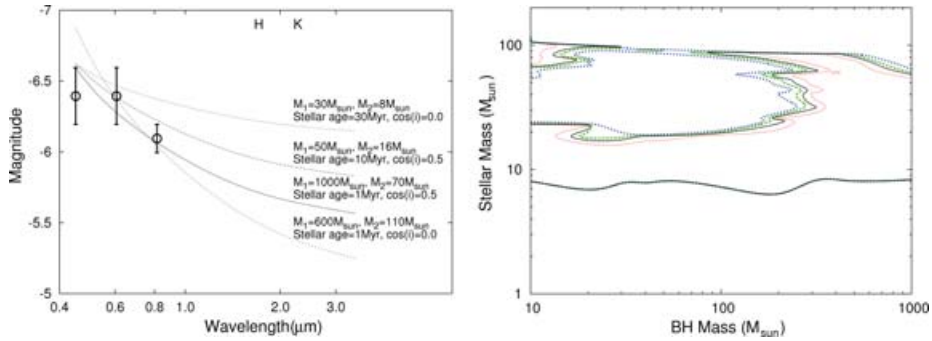 -7
-6.5
-6
-5.5
-5
Magnitude
H K
M1=30Msun, M2=8Msun
Stellar age=30Myr, cos(i)=0.0
M1=50Msun, M2=16Msun
Stellar age=10Myr, cos(i)=0.5
M1=1000Msun, M2=70Msun
Stellar age=1Myr, cos(i)=0.5
M1=600Msun, M2=110Msun
Stellar age=1Myr, cos(i)=0.0
0.4 0.6 0.8 1.0 2.0 3.0
Wavelength(μm)
100
10
1
Stellar Mass (Msun)
10 100 1000
BH Mass (Msun)